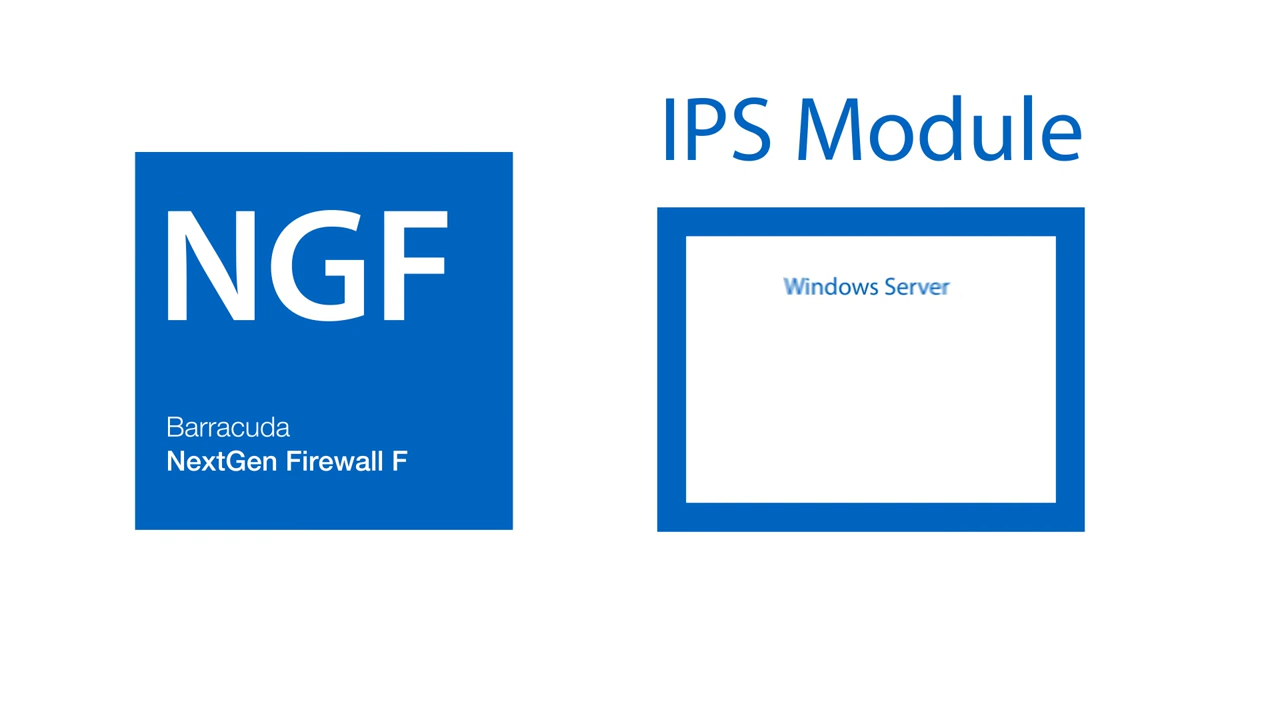 NGF
Barracuda
NextGen Firewall F
IPS Module
Windows Server